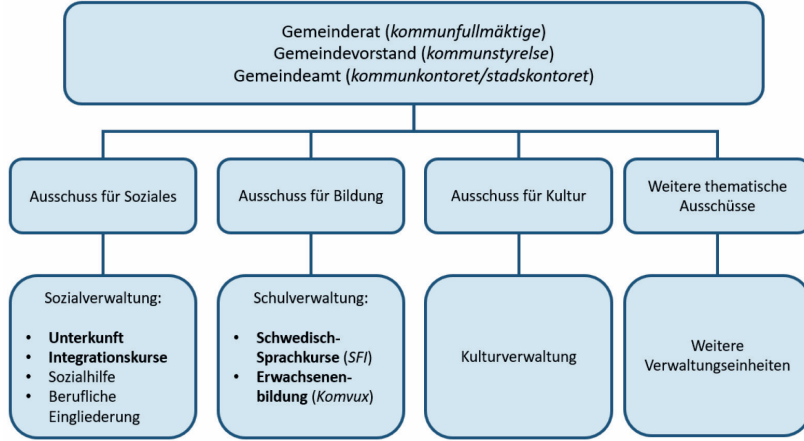 Gemeinderat (kommunfullmäktige)
Gemeindevorstand (kommunstyrelse)
Gemeindeamt (kommunkontoret/stadskontoret)
Ausschuss für Soziales
Ausschuss für Bildung
Ausschuss für Kultur
Weitere thematische
Ausschüsse
Sozialverwaltung:
• Unterkunft
• Integrationskurse
• Sozialhilfe
• Berufliche
Eingliederung
Schulverwaltung:
• Schwedisch-
Sprachkurse (SFI)
• Erwachsenen-
bildung (Komvux)
Kulturverwaltung
Weitere
Verwaltungseinheiten